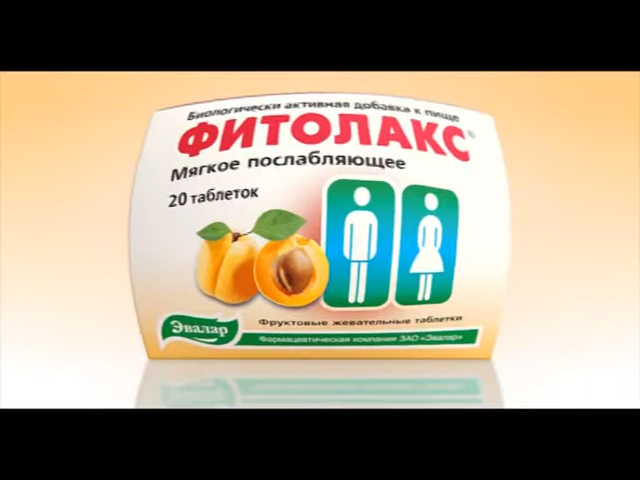 Биологически активная добавка к пище
ФИТОЛАКС®
Мягкое послабляющее
20 таблеток
Фруктовые жевательные таблетки
Эвалар
Фармацевтическая компания ЗАО «Эвалар»